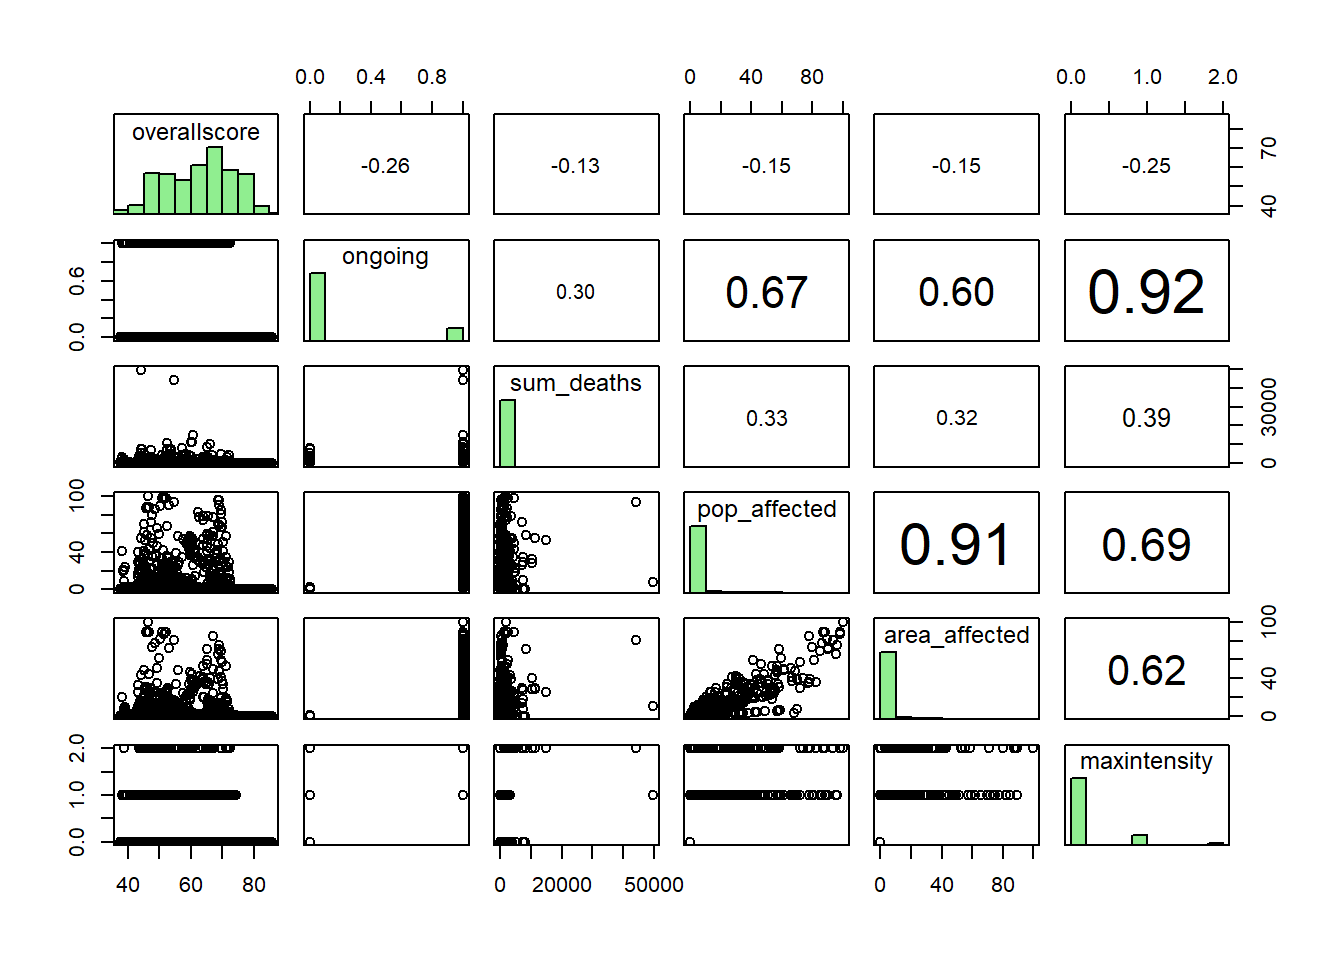 0.0 0.4 0.8 0 40 80 0.0 1.0 2.0
overallscore -0.26 -0.13 -0.15 -0.15 -0.25 40 70
0.0 0.6 ongoing 0.30 0.67 0.60 0.92
sum_deaths 0.33 0.32 0.39 0 30000
0 40 100 pop_affected 0.91 0.69
area_affected 0.62 0 40 100
0.0 1.0 2.0 maxintensity
40 60 80 0 20000 50000 0 40 80